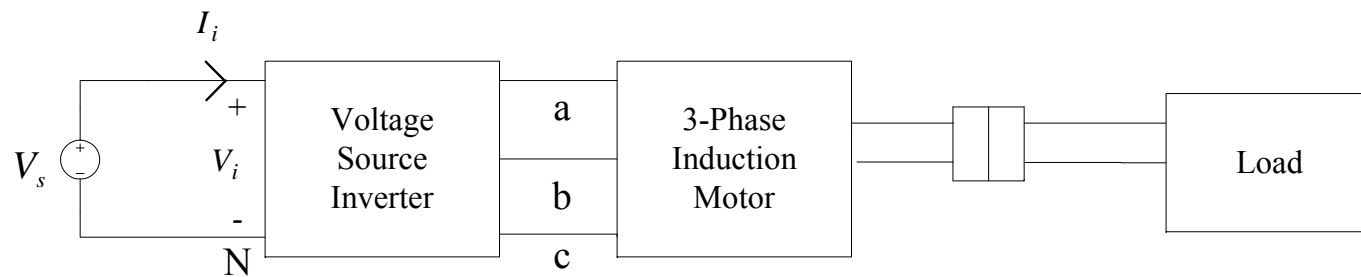 I_i
+
V_s
+
−
V_i
-
N
Voltage
Source
Inverter
a
b
c
3-Phase
Induction
Motor
Load